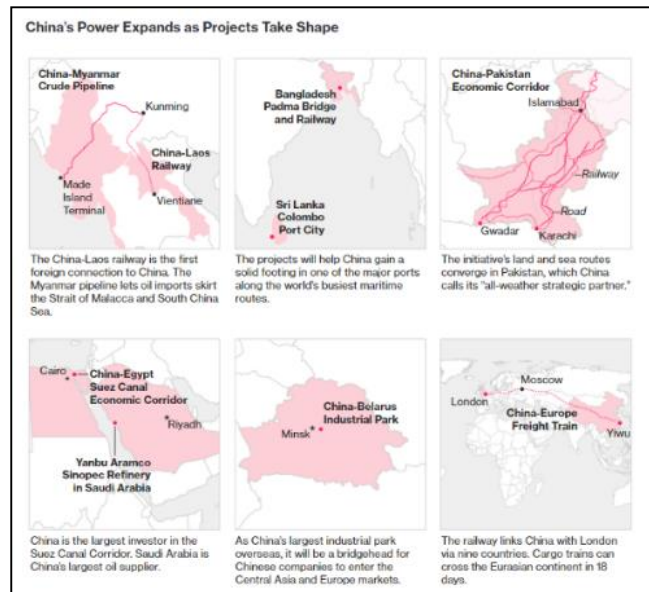 China's Power Expands as Projects Take Shape
China-Myanmar
Crude Pipeline
Kunming
China-Laos
Railway
Made
Island
Terminal
Vientiane
The China-Laos railway is the first
foreign connection to China. The
Myanmar pipeline lets oil imports skirt
the Strait of Malacca and South China
Sea.
Bangladesh
Padma Bridge
and Railway
Sri Lanka
Colombo
Port City
The projects will help China gain a
solid footing in one of the major ports
along the world's busiest maritime
routes.
China-Pakistan
Economic Corridor
Islamabad
Railway
Road
Gwadar
Karachi
The initiative's land and sea routes
converge in Pakistan, which China
calls its "all-weather strategic partner."
Cairo
China-Egypt
Suez Canal
Economic Corridor
Riyadh
Yanbu Aramco
Sinopec Refinery
in Saudi Arabia
China is the largest investor in the
Suez Canal Corridor. Saudi Arabia is
China's largest oil supplier.
China-Belarus
Industrial Park
Minsk
As China's largest industrial park
overseas, it will be a bridgehead for
Chinese companies to enter the
Central Asia and Europe markets.
Moscow
London
China-Europe
Freight Train
Yiwu
The railway links China with London
via nine countries. Cargo trains can
cross the Eurasian continent in 18
days.